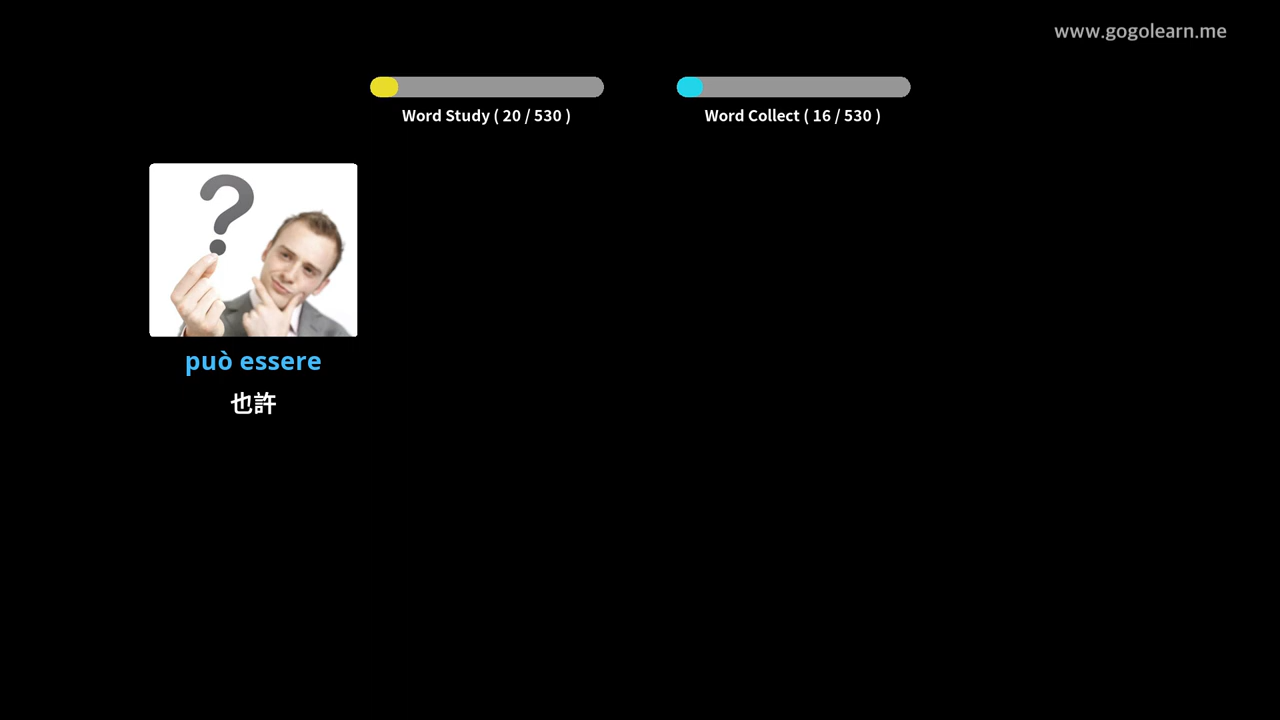 www.gogolearn.me
Word Study ( 20 / 530 )
Word Collect ( 16 / 530 )
può essere
也許